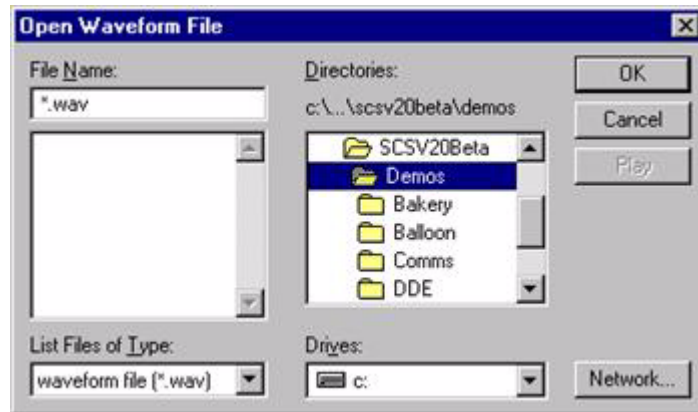 Open Waveform File
File Name:
*.wav
Directories:
c:\...\scsv20beta\demos
SCSV20Beta
Demos
Bakery
Balloon
Comms
DDE
OK
Cancel
Play
List Files of Type:
waveform file (*.wav)
Drives:
c:
Network...